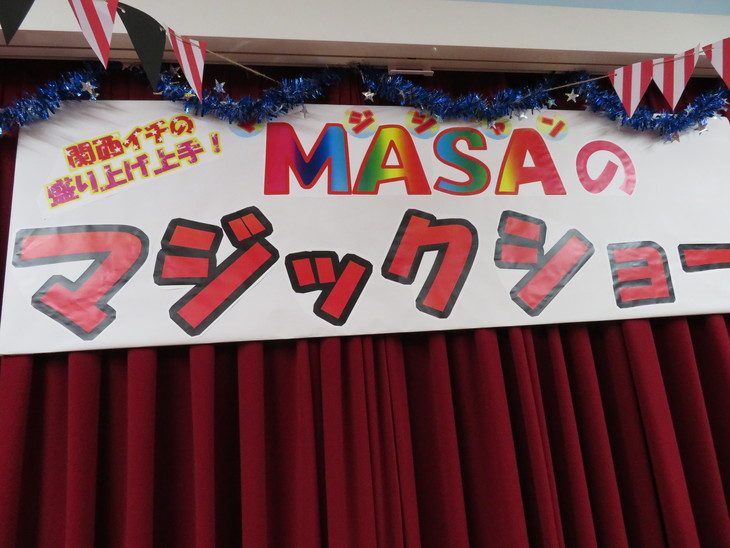 関西イチの
盛り上げ上手！
マジシャン
MASAの
マジックショー